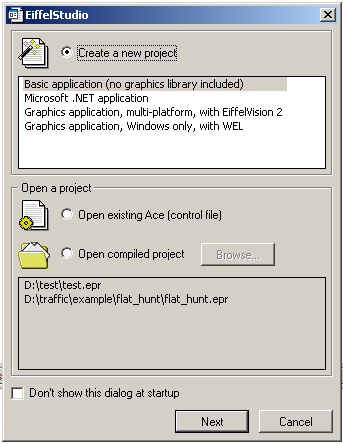 EiffelStudio
Create a new project
Basic application (no graphics library included)
Microsoft .NET application
Graphics application, multi-platform, with EiffelVision 2
Graphics application, Windows only, with WEL
Open a project
Open existing Ace (control file)
Open compiled project
Browse...
D:\test\test.epr
D:\traffic\example\flat_hunt\flat_hunt.epr
Don't show this dialog at startup
Next
Cancel